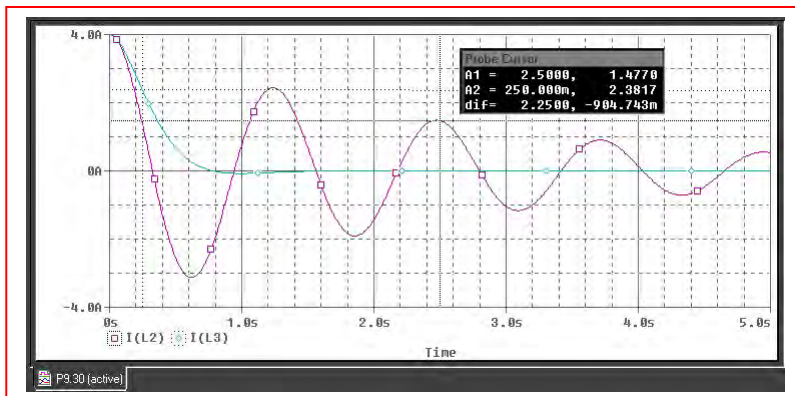 4.0A
Probe Cursor
A1 = 2.5000, 1.4770
A2 = 250.000m, 2.3817
dif= 2.2500, -904.743m
0A
-4.0A
0s 1.0s 2.0s 3.0s 4.0s 5.0s
I(L2) I(L3)
Time
P9.30 (active)